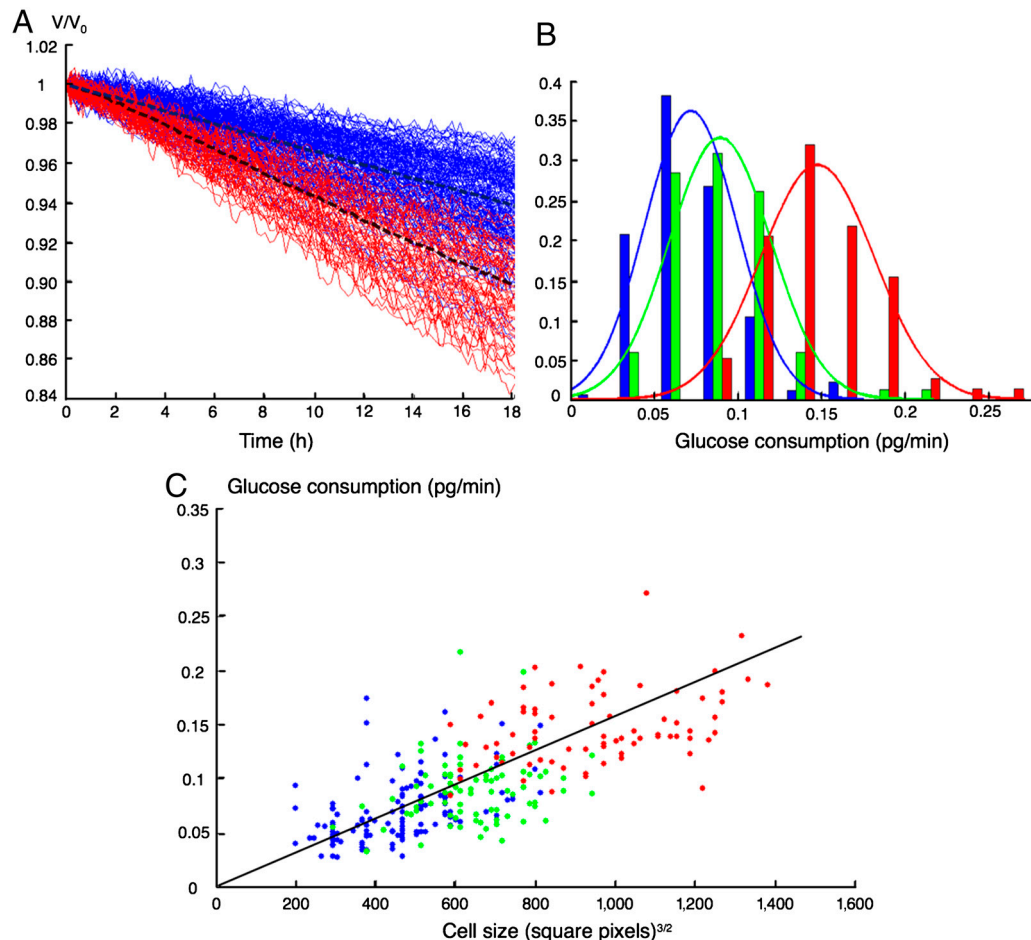 A
V/V0
1.02
1
0.98
0.96
0.94
0.92
0.90
0.88
0.86
0.84
0 2 4 6 8 10 12 14 16 18
Time (h)
B
0.4
0.35
0.3
0.25
0.2
0.15
0.1
0.05
0
0 0.05 0.1 0.15 0.2 0.25
Glucose consumption (pg/min)
C Glucose consumption (pg/min)
0.35
0.3
0.25
0.2
0.15
0.1
0.05
0
0 200 400 600 800 1,000 1,200 1,400 1,600
Cell size (square pixels)3/2